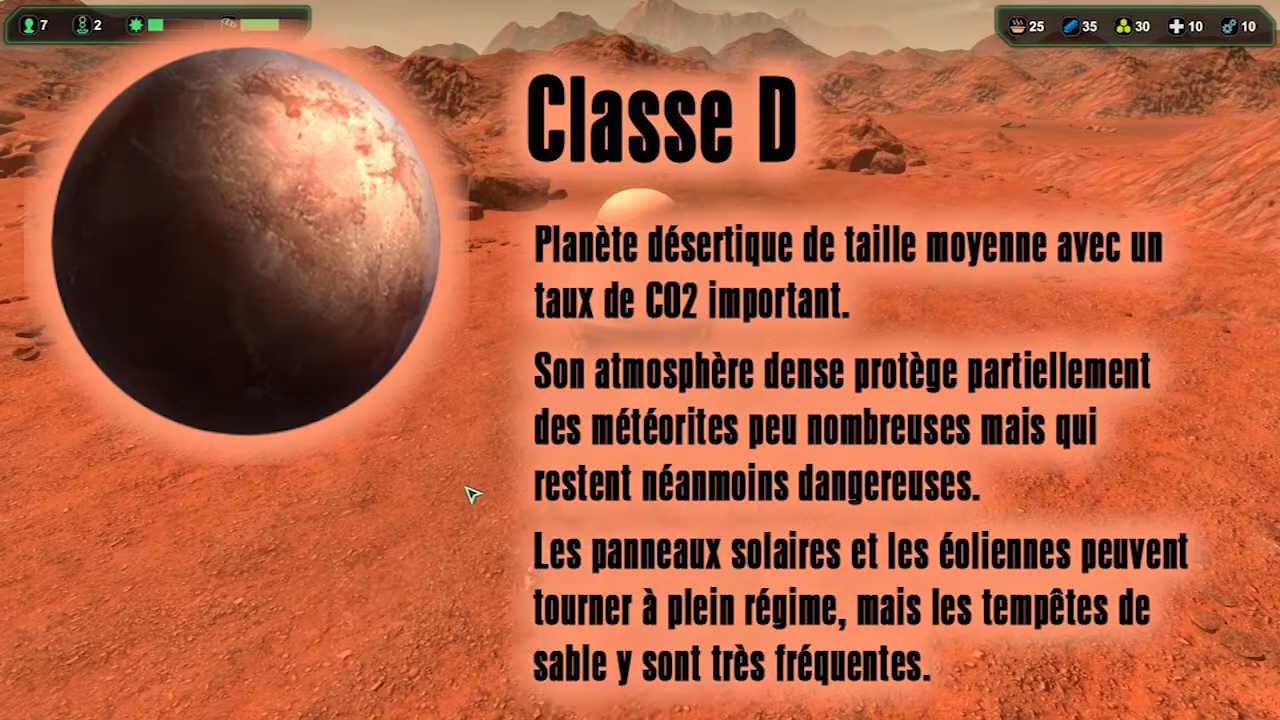 7 2 25 35 30 10 10
Classe D
Planète désertique de taille moyenne avec un
taux de CO2 important.
Son atmosphère dense protège partiellement
des météorites peu nombreuses mais qui
restent néanmoins dangereuses.
Les panneaux solaires et les éoliennes peuvent
tourner à plein régime, mais les tempêtes de
sable y sont très fréquentes.